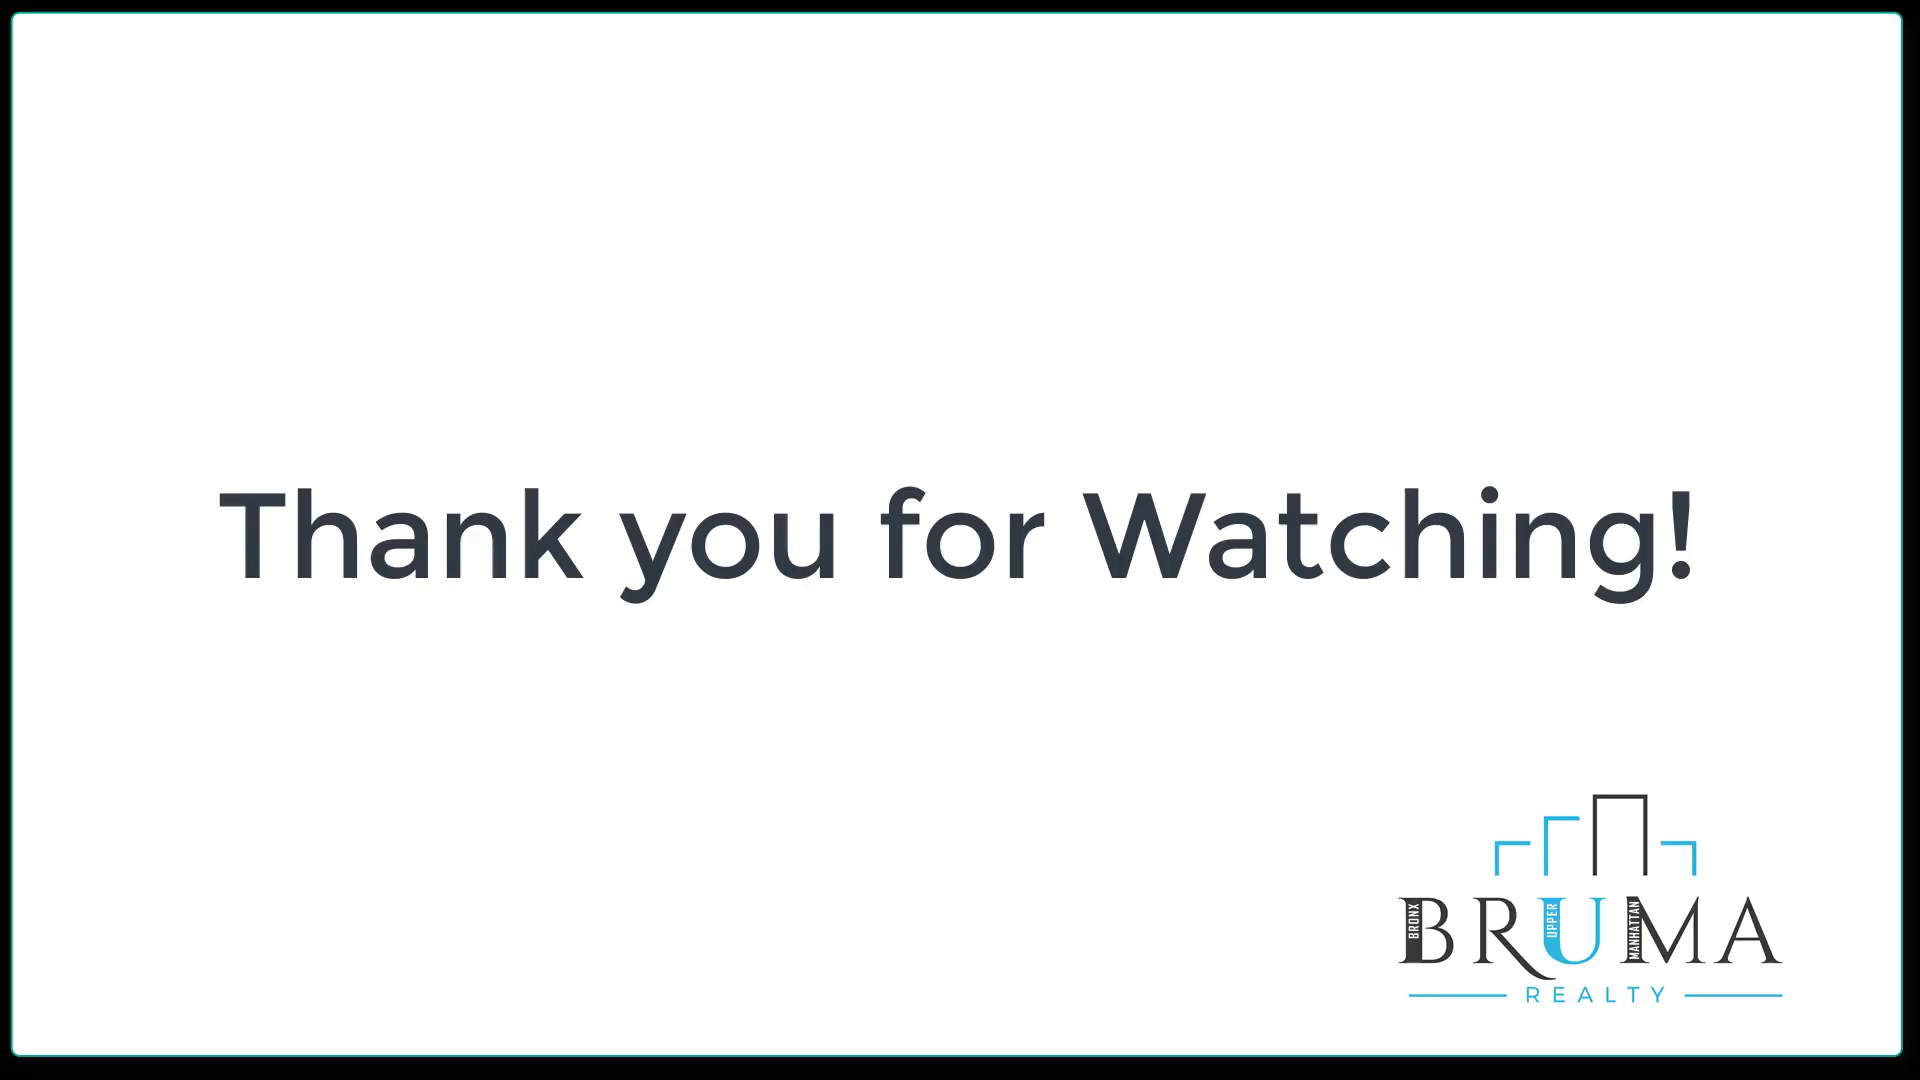 Thank you for Watching!
BRONX
UPPER
MANHATTAN
BRUMA
REALTY